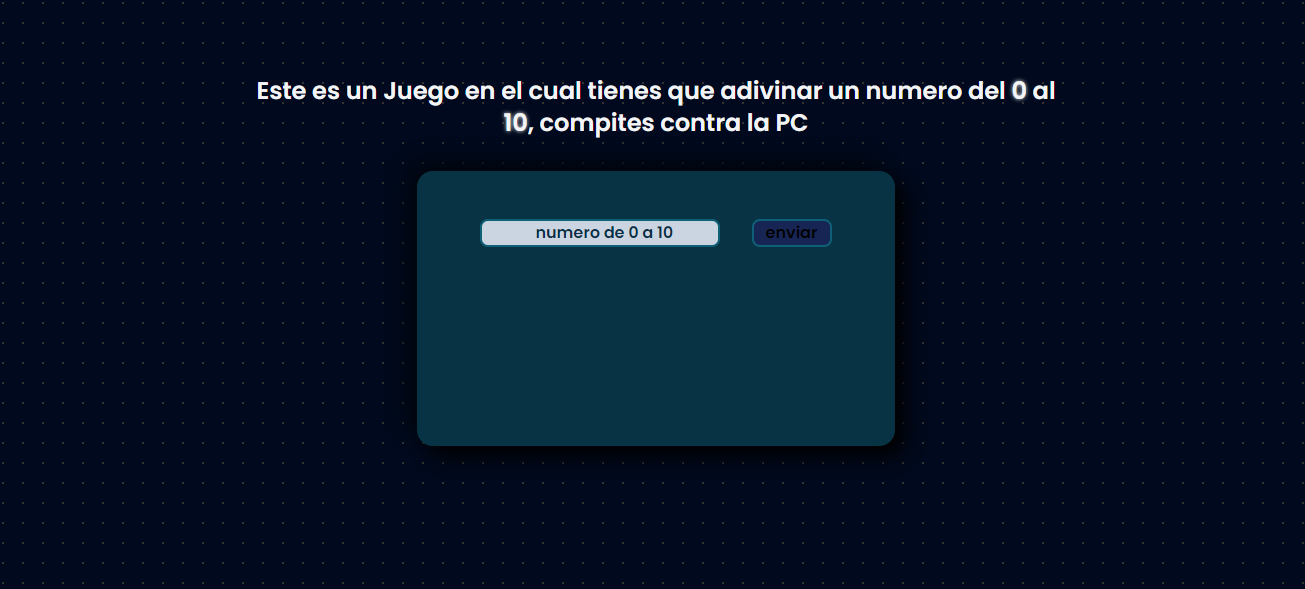 Este es un Juego en el cual tienes que adivinar un numero del 0 al
10, compites contra la PC
numero de 0 a 10 enviar